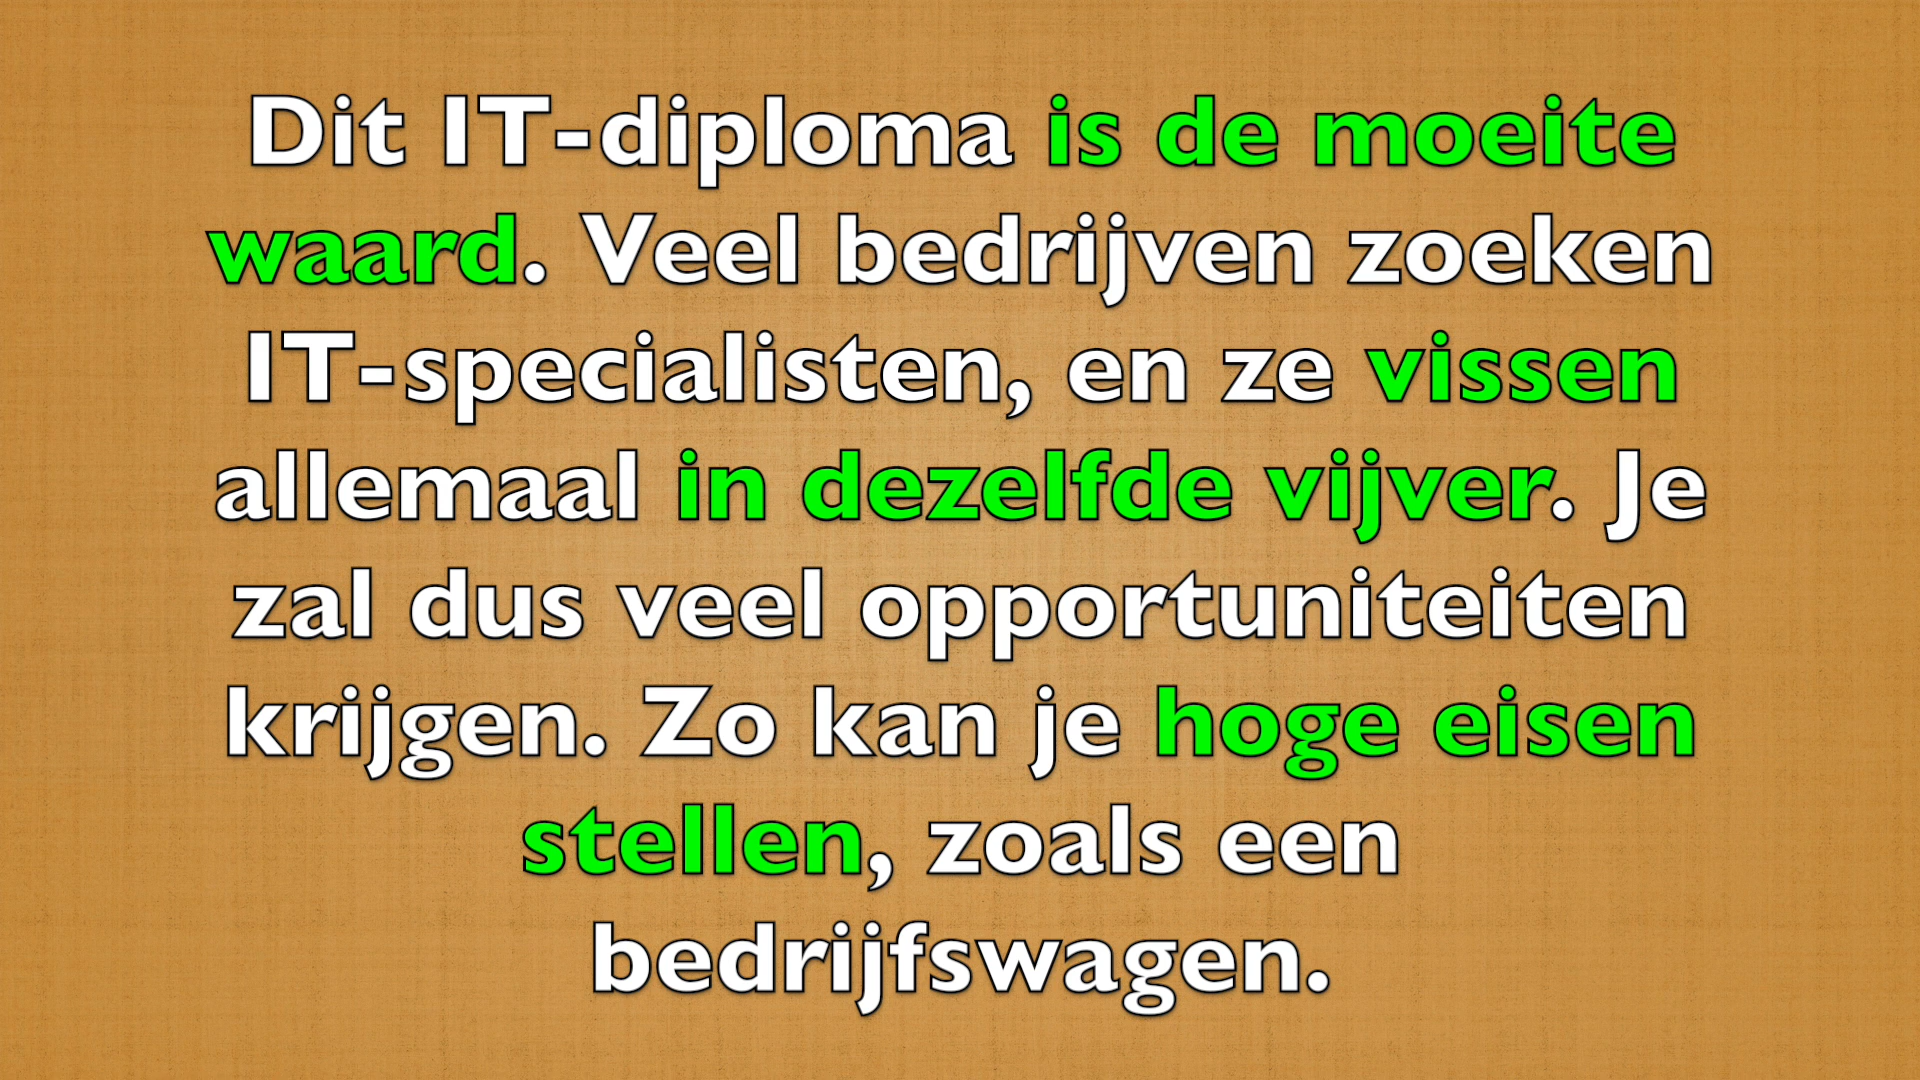 Dit IT-diploma is de moeite
waard. Veel bedrijven zoeken
IT-specialisten, en ze vissen
allemaal in dezelfde vijver. Je
zal dus veel opportuniteiten
krijgen. Zo kan je hoge eisen
stellen, zoals een
bedrijfswagen.